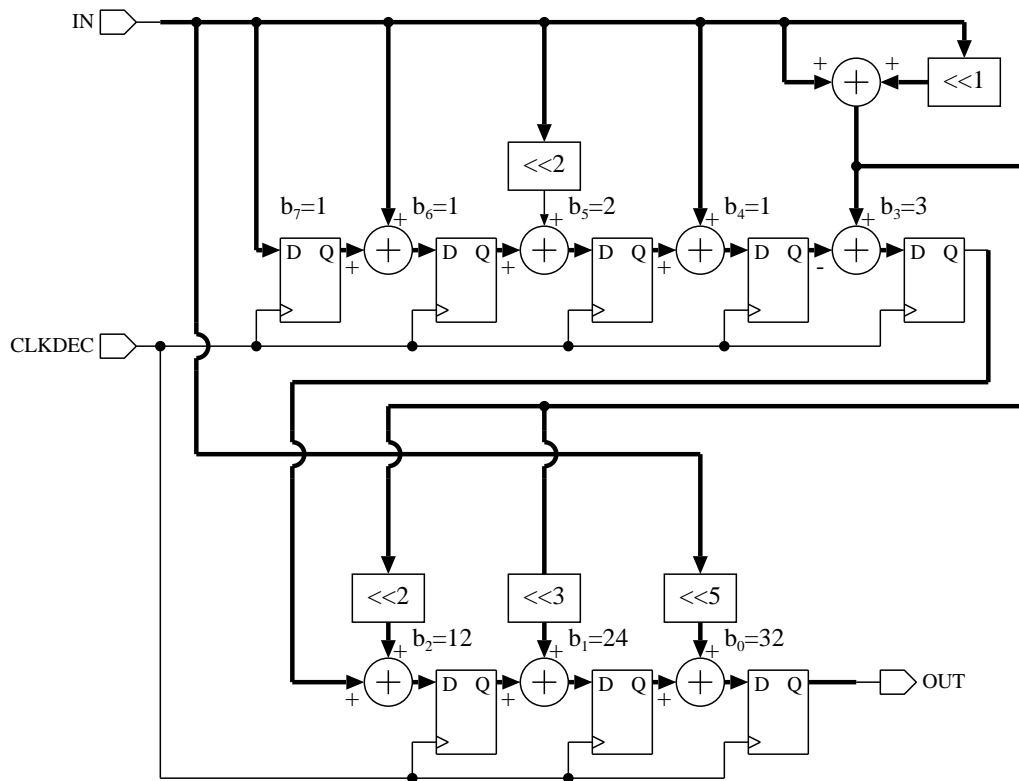 IN
+ + + <<1
<<2
b₇=1 + b₆=1 + b₅=2 + b₄=1 + b₃=3
D Q + + D Q + + D Q + + D Q - + D Q
CLKDEC
<<2 <<3 <<5
+ b₂=12 + b₁=24 + b₀=32
+ + D Q + + D Q + + D Q OUT